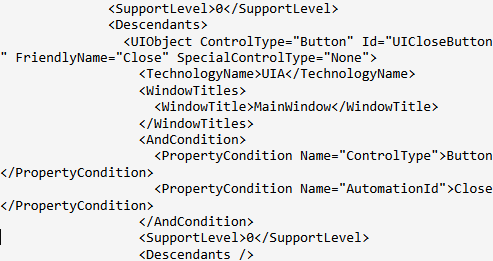 <SupportLevel>0</SupportLevel>
<Descendants>
<UIObject ControlType="Button" Id="UICloseButton
" FriendlyName="Close" SpecialControlType="None">
<TechnologyName>UIA</TechnologyName>
<WindowTitles>
<WindowTitle>MainWindow</WindowTitle>
</WindowTitles>
<AndCondition>
<PropertyCondition Name="ControlType">Button
</PropertyCondition>
<PropertyCondition Name="AutomationId">Close
</PropertyCondition>
</AndCondition>
<SupportLevel>0</SupportLevel>
<Descendants />